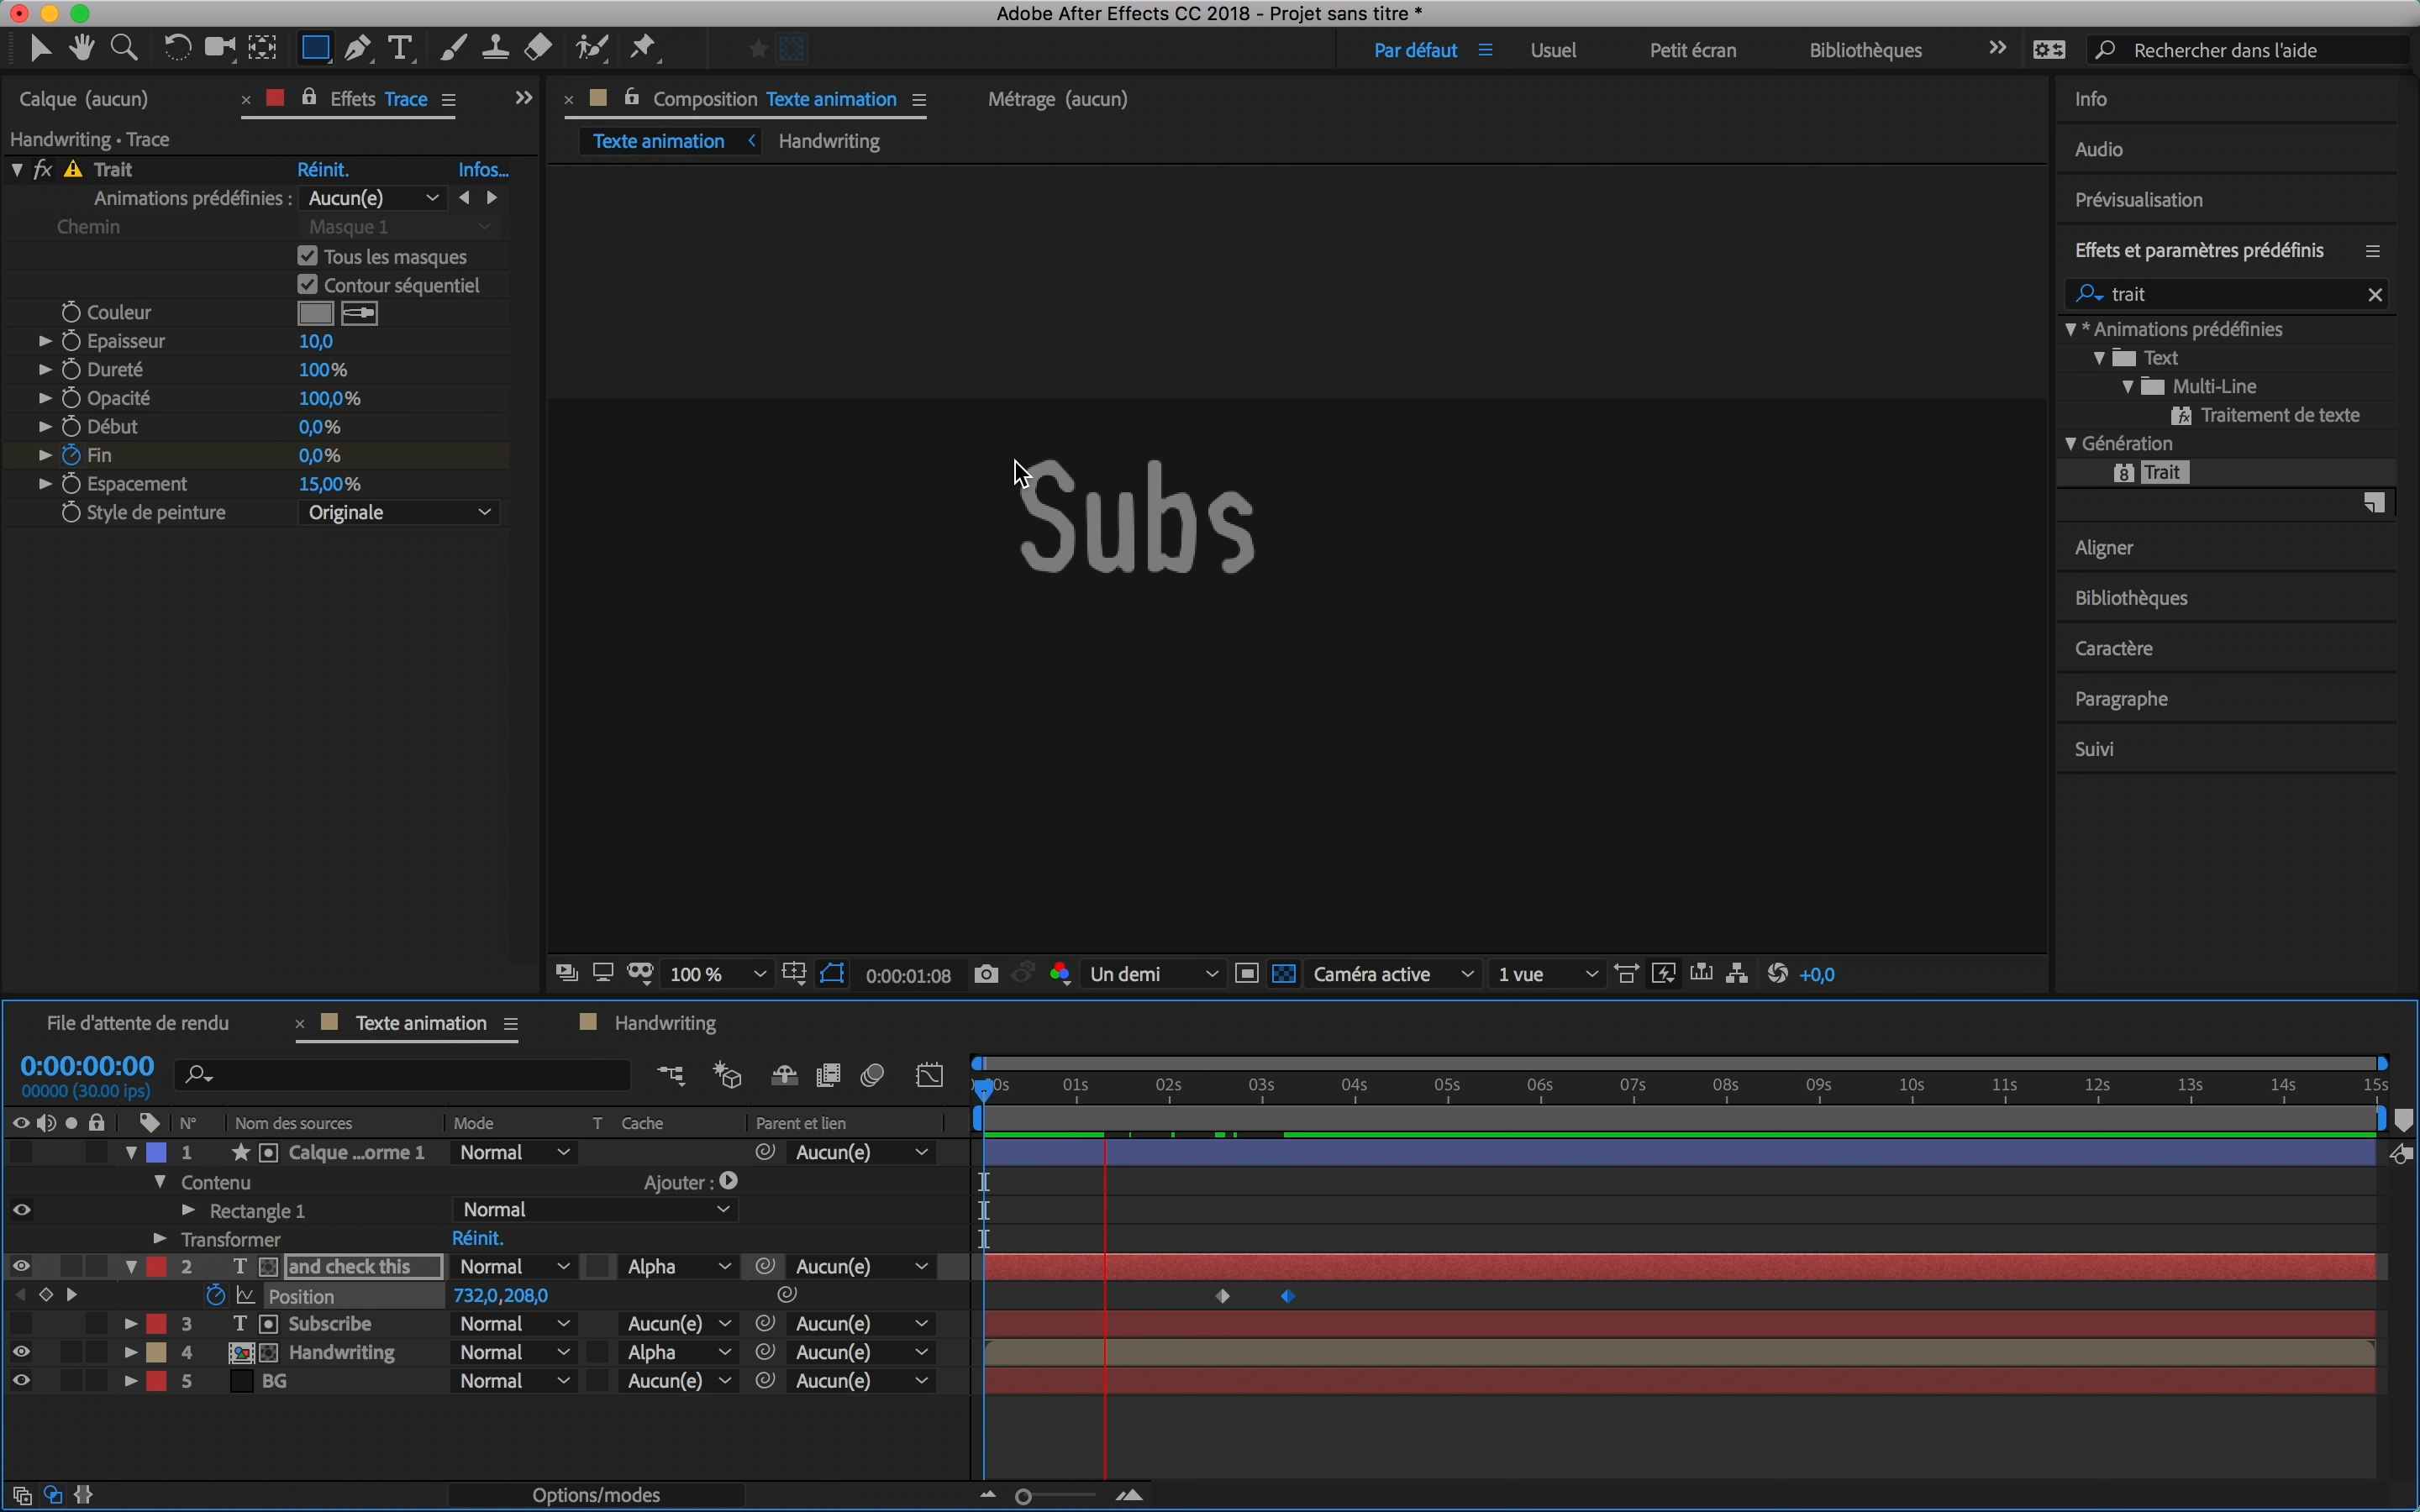 Adobe After Effects CC 2018 - Projet sans titre *
Par défaut Usuel Petit écran Bibliothèques Rechercher dans l'aide
Calque (aucun) Effets Trace
Handwriting • Trace
fx Trait Réinit. Infos...
Animations prédéfinies : Aucun(e)
Chemin Masque 1
Tous les masques
Contour séquentiel
Couleur
Epaisseur 10,0
Dureté 100%
Opacité 100,0%
Début 0,0%
Fin 0,0%
Espacement 15,00%
Style de peinture Originale
Composition Texte animation Métrage (aucun)
Texte animation Handwriting
Subs
100 % 0:00:01:08 Un demi Caméra active 1 vue +0,0
Info
Audio
Prévisualisation
Effets et paramètres prédéfinis
trait
* Animations prédéfinies
Text
Multi-Line
Traitement de texte
Génération
8 Trait
Aligner
Bibliothèques
Caractère
Paragraphe
Suivi
File d'attente de rendu Texte animation Handwriting
0:00:00:00
00000 (30.00 ips)
0s 01s 02s 03s 04s 05s 06s 07s 08s 09s 10s 11s 12s 13s 14s 15s
N° Nom des sources Mode T Cache Parent et lien
1 Calque ...orme 1 Normal Aucun(e)
Contenu Ajouter :
Rectangle 1 Normal
Transformer Réinit.
2 T and check this Normal Alpha Aucun(e)
Position 732,0,208,0
3 T Subscribe Normal Aucun(e) Aucun(e)
4 Handwriting Normal Alpha Aucun(e)
5 BG Normal Aucun(e) Aucun(e)
Options/modes